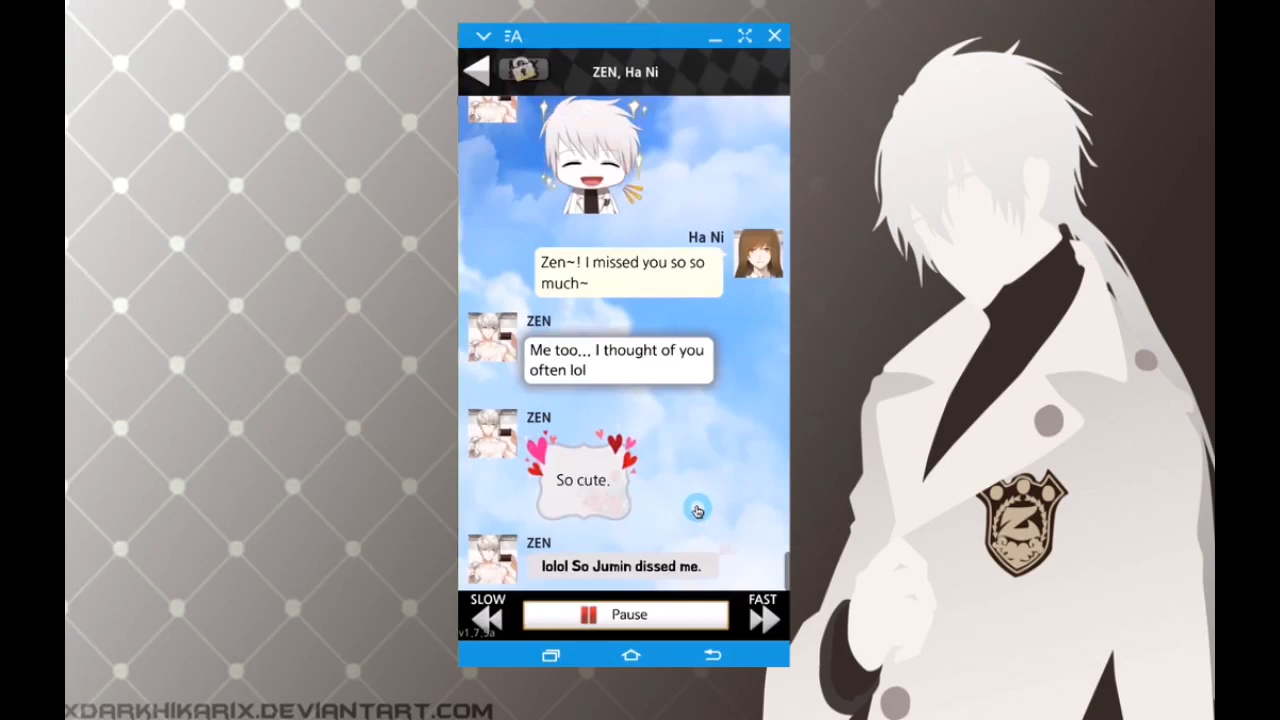 ZEN, Ha Ni
Ha Ni
Zen~! I missed you so so
much~
ZEN
Me too... I thought of you
often lol
ZEN
So cute.
ZEN
lolol So Jumin dissed me.
SLOW
Pause
FAST
v1_7_3a
Z
XDARKHIKARIX.DEVIANTART.COM